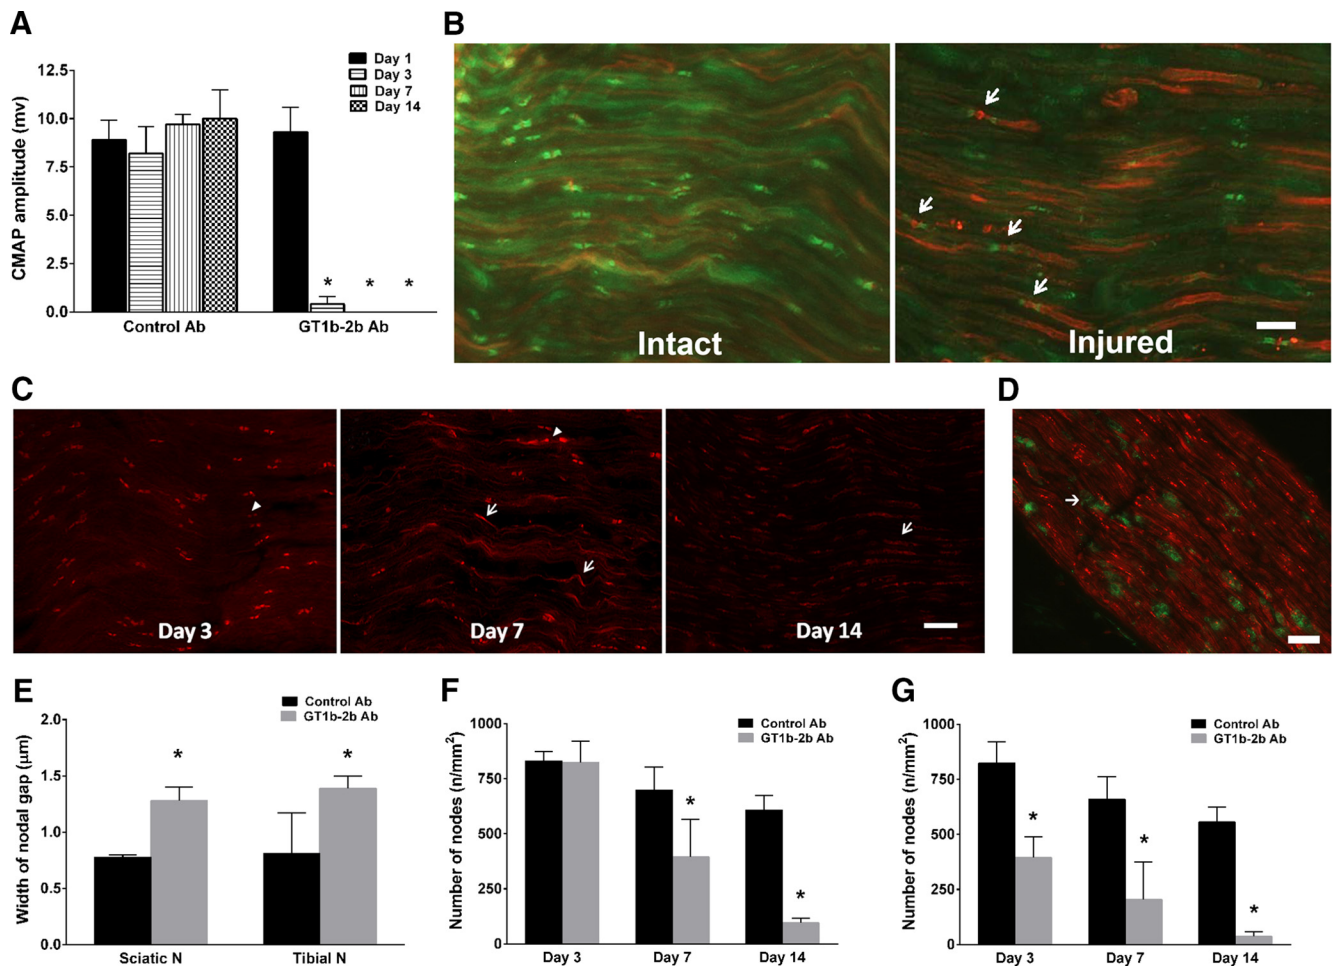 A
Day 1
Day 3
Day 7
Day 14
12.5
10.0
7.5
5.0
2.5
0.0
CMAP amplitude (mv)
* * *
Control Ab GT1b-2b Ab
B
Intact
Injured
C
Day 3
Day 7
Day 14
D
E
Control Ab
GT1b-2b Ab
2.0
1.5
1.0
0.5
0.0
Width of nodal gap (μm)
* *
Sciatic N Tibial N
F
Control Ab
GT1b-2b Ab
1000
750
500
250
0
Number of nodes (n/mm²)
* *
Day 3 Day 7 Day 14
G
Control Ab
GT1b-2b Ab
1000
750
500
250
0
Number of nodes (n/mm²)
* * *
Day 3 Day 7 Day 14